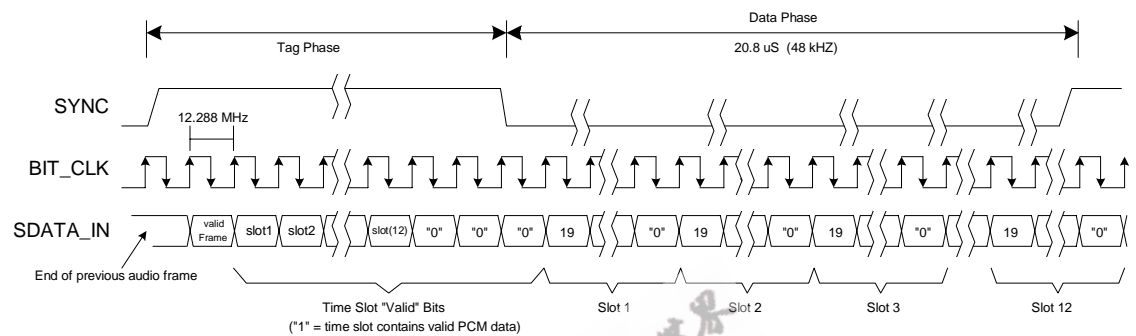 Data Phase
Tag Phase
20.8 uS (48 kHZ)
SYNC
12.288 MHz
BIT_CLK
SDATA_IN
valid Frame slot1 slot2 slot(12) "0" "0" "0" 19 "0" 19 "0" 19 "0" 19 "0"
End of previous audio frame
Time Slot "Valid" Bits
("1" = time slot contains valid PCM data)
Slot 1
Slot 2
Slot 3
Slot 12